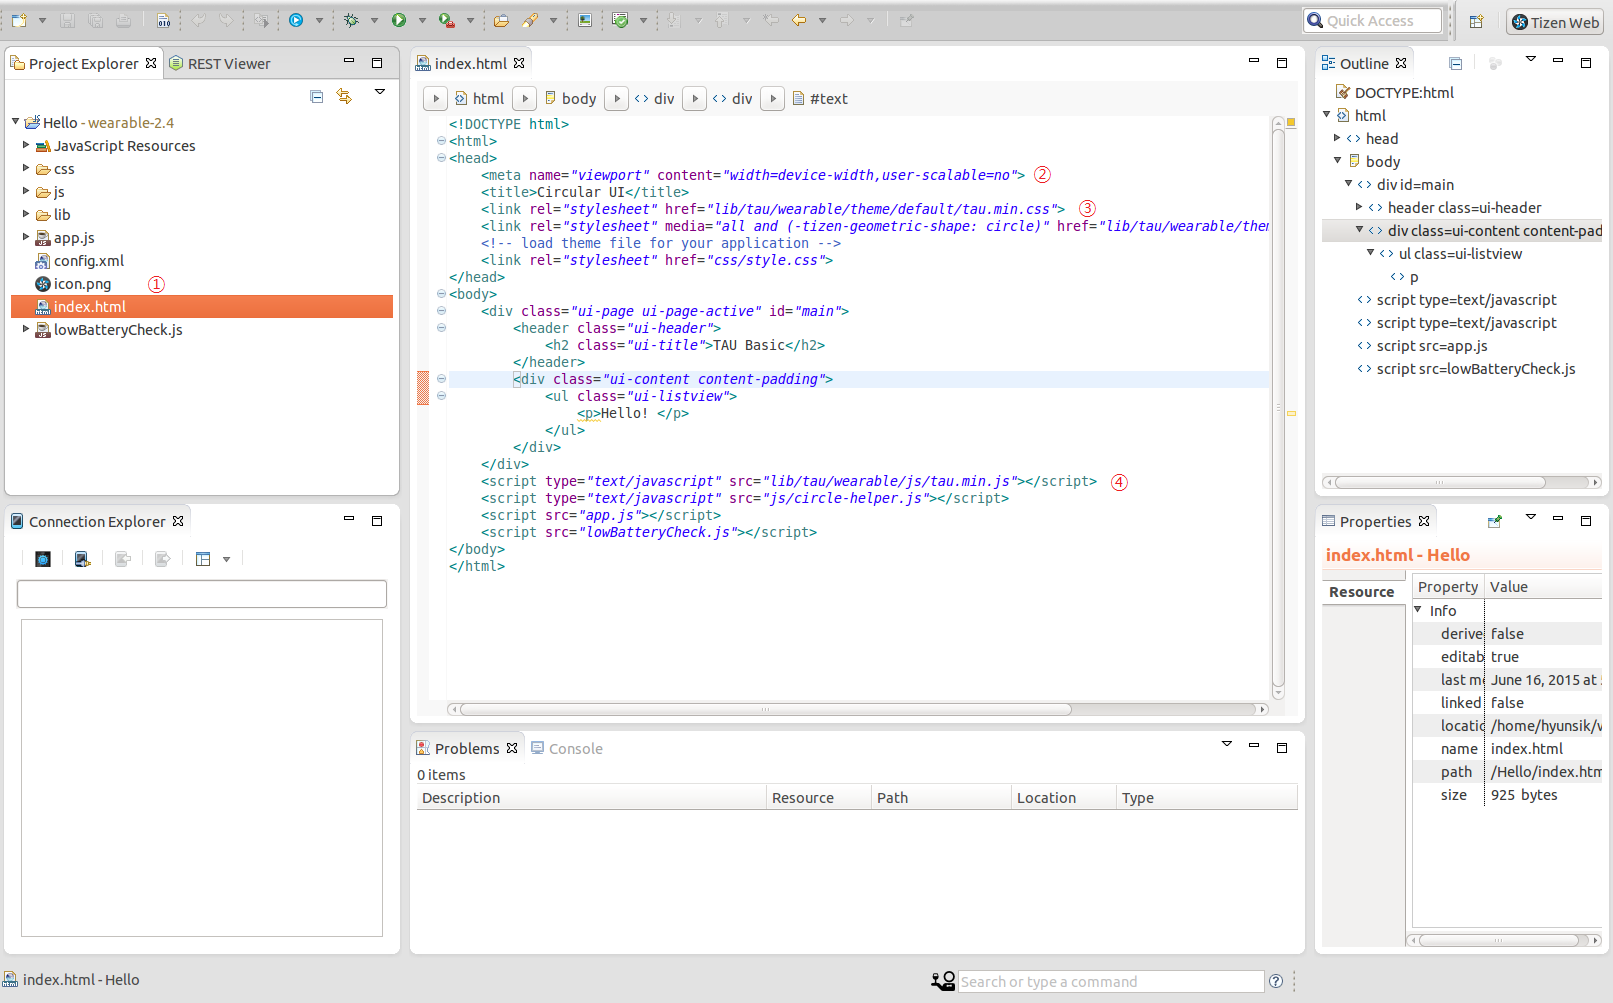 Quick Access
Tizen Web
Project Explorer
REST Viewer
Hello - wearable-2.4
JavaScript Resources
css
js
lib
app.js
config.xml
icon.png
①
index.html
lowBatteryCheck.js
index.html
html
body
div
div
#text
<!DOCTYPE html>
<html>
<head>
<meta name="viewport" content="width=device-width,user-scalable=no"> ②
<title>Circular UI</title>
<link rel="stylesheet" href="lib/tau/wearable/theme/default/tau.min.css"> ③
<link rel="stylesheet" media="all and (-tizen-geometric-shape: circle)" href="lib/tau/wearable/them
<!-- load theme file for your application -->
<link rel="stylesheet" href="css/style.css">
</head>
<body>
<div class="ui-page ui-page-active" id="main">
<header class="ui-header">
<h2 class="ui-title">TAU Basic</h2>
</header>
<div class="ui-content content-padding">
<ul class="ui-listview">
<p>Hello! </p>
</ul>
</div>
</div>
<script type="text/javascript" src="lib/tau/wearable/js/tau.min.js"></script> ④
<script type="text/javascript" src="js/circle-helper.js"></script>
<script src="app.js"></script>
<script src="lowBatteryCheck.js"></script>
</body>
</html>
Outline
DOCTYPE:html
html
head
body
div id=main
header class=ui-header
div class=ui-content content-pad
ul class=ui-listview
p
script type=text/javascript
script type=text/javascript
script src=app.js
script src=lowBatteryCheck.js
Connection Explorer
Problems
Console
0 items
Description Resource Path Location Type
Properties
index.html - Hello
Resource
Property Value
Info
derive false
editab true
last me June 16, 2015 at
linked false
locatic /home/hyunsik/
name index.html
path /Hello/index.htm
size 925 bytes
index.html - Hello
Search or type a command